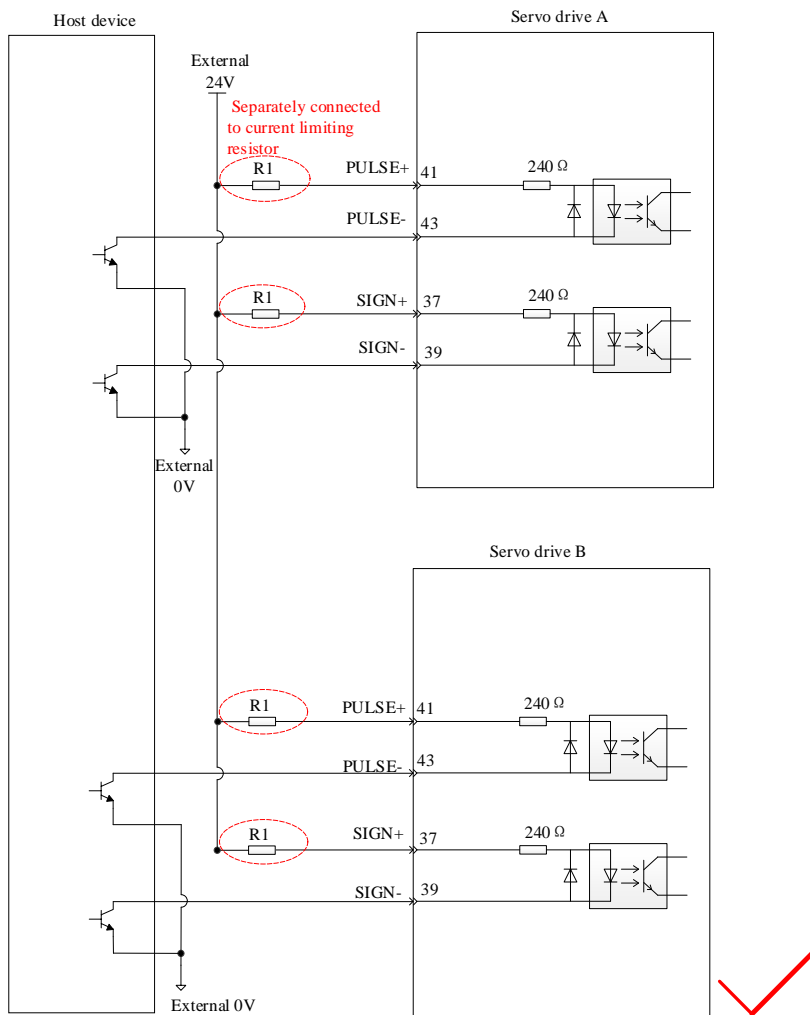 Host device
Servo drive A
External
24V
Separately connected
to current limiting
resistor
R1
PULSE+
41
240 Ω
PULSE-
43
R1
SIGN+
37
240 Ω
SIGN-
39
External
0V
Servo drive B
R1
PULSE+
41
240 Ω
PULSE-
43
R1
SIGN+
37
240 Ω
SIGN-
39
External 0V